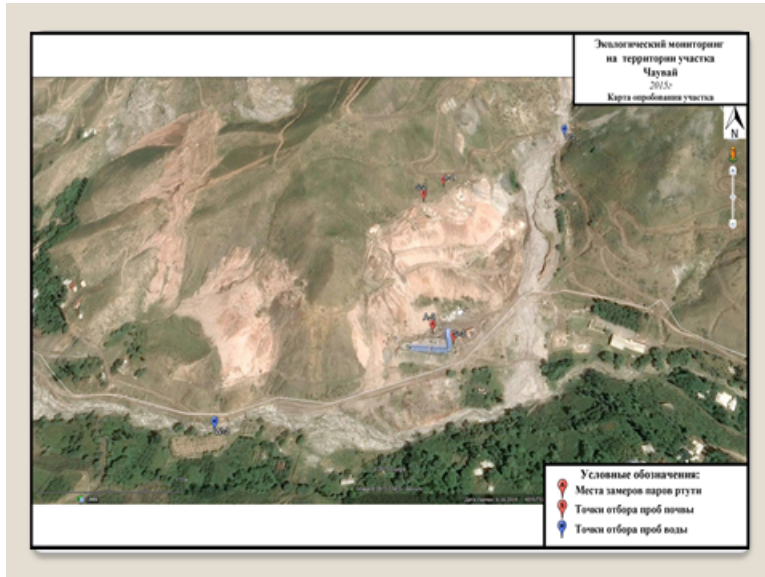 Экологический мониторинг
на территории участка
Чаувай
2015г
Карта опробования участка
N
Условные обозначения:
Места замеров паров ртути
Точки отбора проб почвы
Точки отбора проб воды